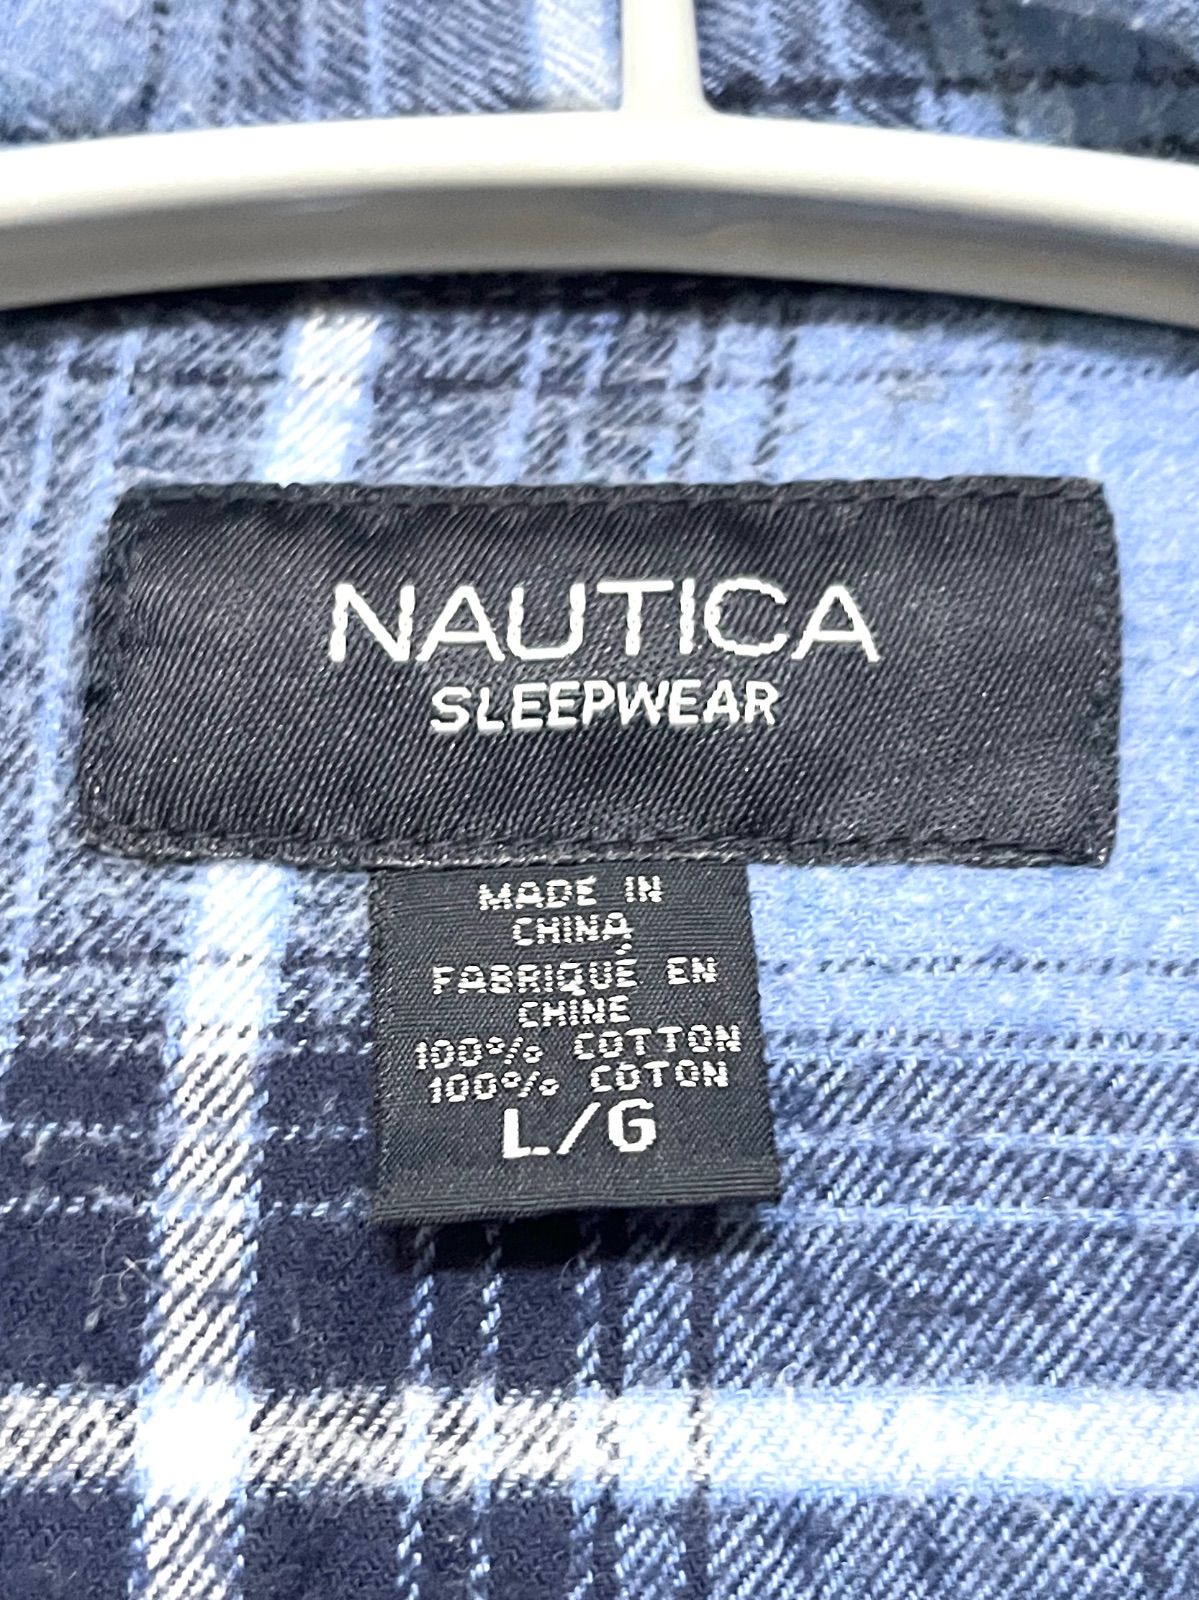 NAUTICA
SLEEPWEAR
MADE IN
CHINA
FABRIQUÉ EN
CHINE
100% COTTON
100% COTON
L/G